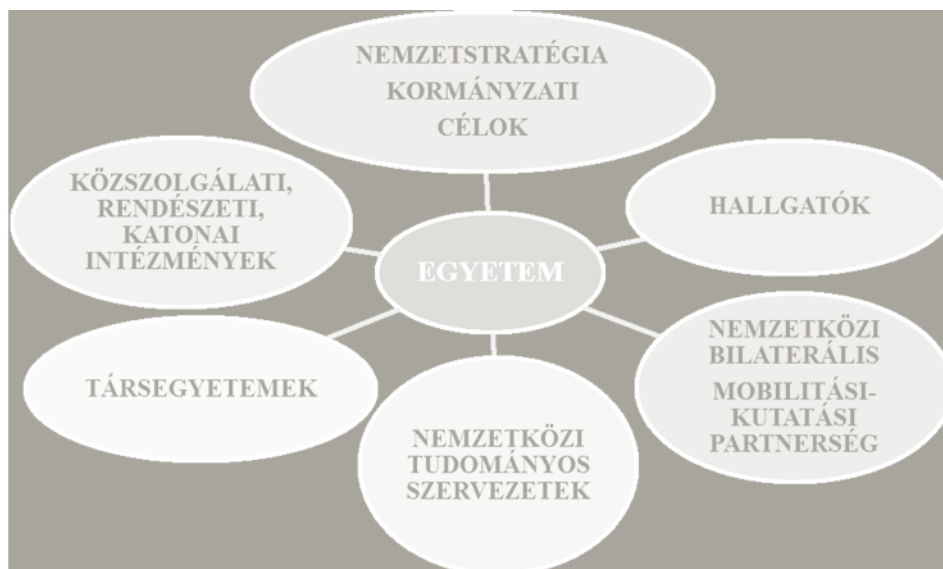 NEMZETSTRATÉGIA
KORMÁNYZATI
CÉLOK
KÖZSZOLGÁLATI,
RENDÉSZETI,
KATONAI
INTÉZMÉNYEK
HALLGATÓK
EGYETEM
TÁRSEGYETEMEK
NEMZETKÖZI
TUDOMÁNYOS
SZERVEZETEK
NEMZETKÖZI
BILATERÁLIS
MOBILITÁSI-
KUTATÁSI
PARTNERSÉG